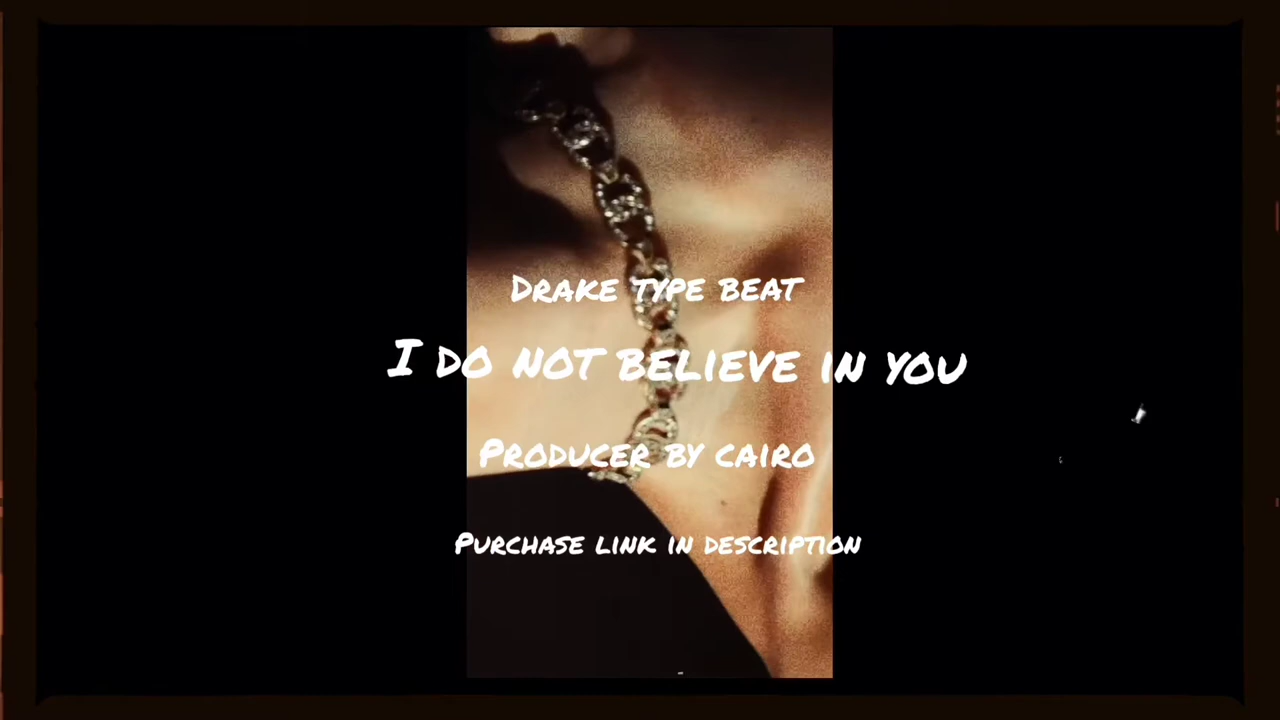 DRAKE TYPE BEAT
I DO NOT BELIEVE IN YOU
PRODUCER BY CAIRO
PURCHASE LINK IN DESCRIPTION